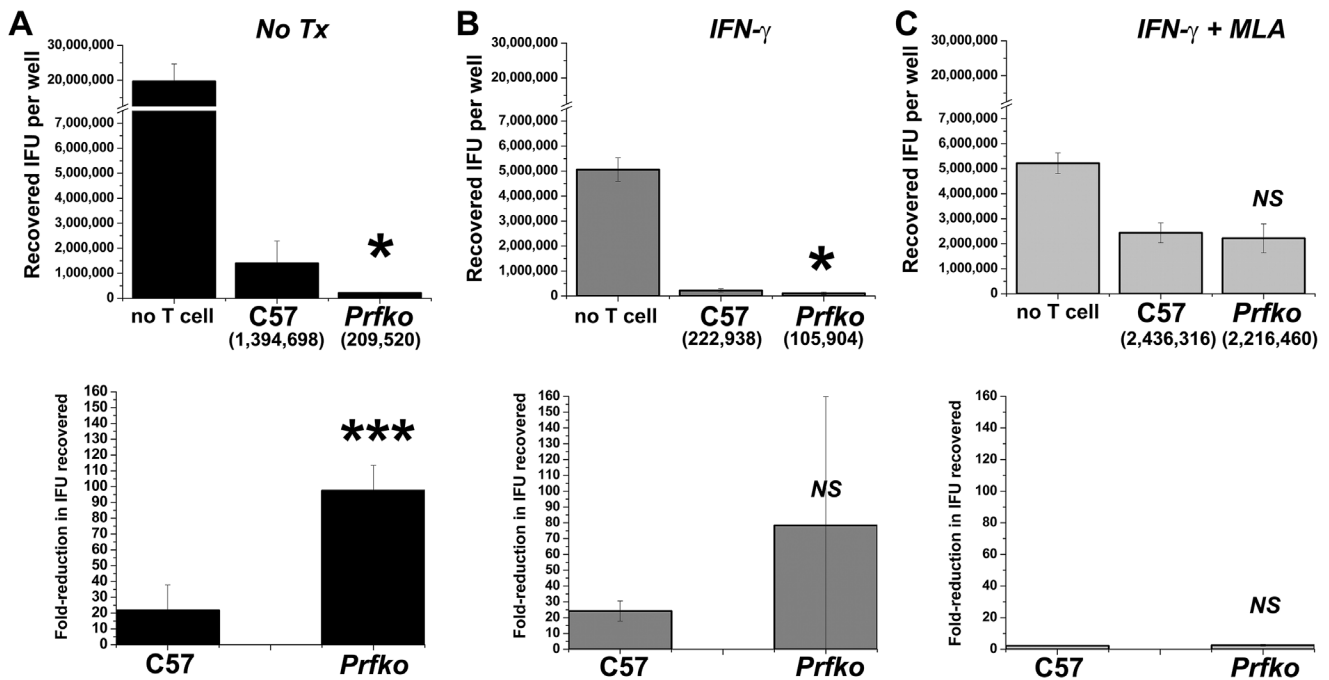 A
No Tx
Recovered IFU per well
30,000,000
20,000,000
7,000,000
6,000,000
5,000,000
4,000,000
3,000,000
2,000,000
1,000,000
0
*
no T cell
C57
(1,394,698)
Prfko
(209,520)
B
IFN-γ
Recovered IFU per well
30,000,000
20,000,000
7,000,000
6,000,000
5,000,000
4,000,000
3,000,000
2,000,000
1,000,000
0
*
no T cell
C57
(222,938)
Prfko
(105,904)
C
IFN-γ + MLA
Recovered IFU per well
30,000,000
20,000,000
7,000,000
6,000,000
5,000,000
4,000,000
3,000,000
2,000,000
1,000,000
0
NS
no T cell
C57
(2,436,316)
Prfko
(2,216,460)
Fold-reduction in IFU recovered
160
150
140
130
120
110
100
90
80
70
60
50
40
30
20
10
0
***
C57
Prfko
Fold-reduction in IFU recovered
160
150
140
130
120
110
100
90
80
70
60
50
40
30
20
10
0
NS
C57
Prfko
Fold-reduction in IFU recovered
160
140
120
100
80
60
40
20
0
NS
C57
Prfko